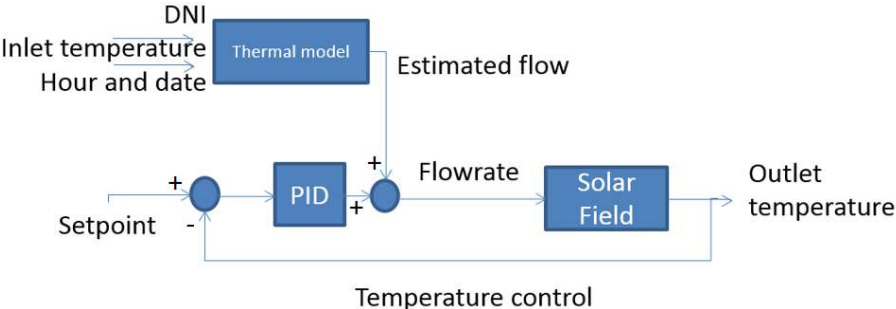 DNI
Inlet temperature
Hour and date
Thermal model
Estimated flow
+
Setpoint
-
PID
+
+
Flowrate
Solar
Field
Outlet
temperature
Temperature control